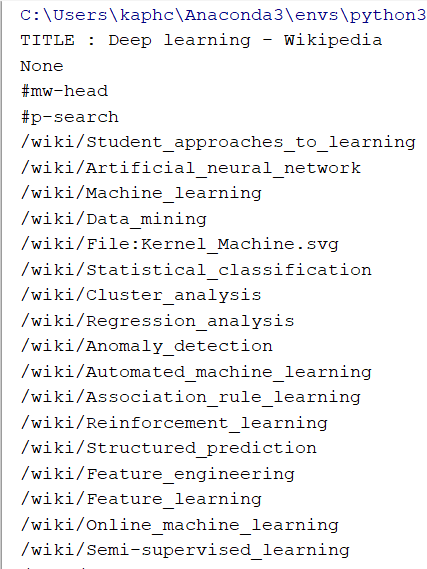 C:\Users\kaphc\Anaconda3\envs\python3
TITLE : Deep learning - Wikipedia
None
#mw-head
#p-search
/wiki/Student_approaches_to_learning
/wiki/Artificial_neural_network
/wiki/Machine_learning
/wiki/Data_mining
/wiki/File:Kernel_Machine.svg
/wiki/Statistical_classification
/wiki/Cluster_analysis
/wiki/Regression_analysis
/wiki/Anomaly_detection
/wiki/Automated_machine_learning
/wiki/Association_rule_learning
/wiki/Reinforcement_learning
/wiki/Structured_prediction
/wiki/Feature_engineering
/wiki/Feature_learning
/wiki/Online_machine_learning
/wiki/Semi-supervised_learning